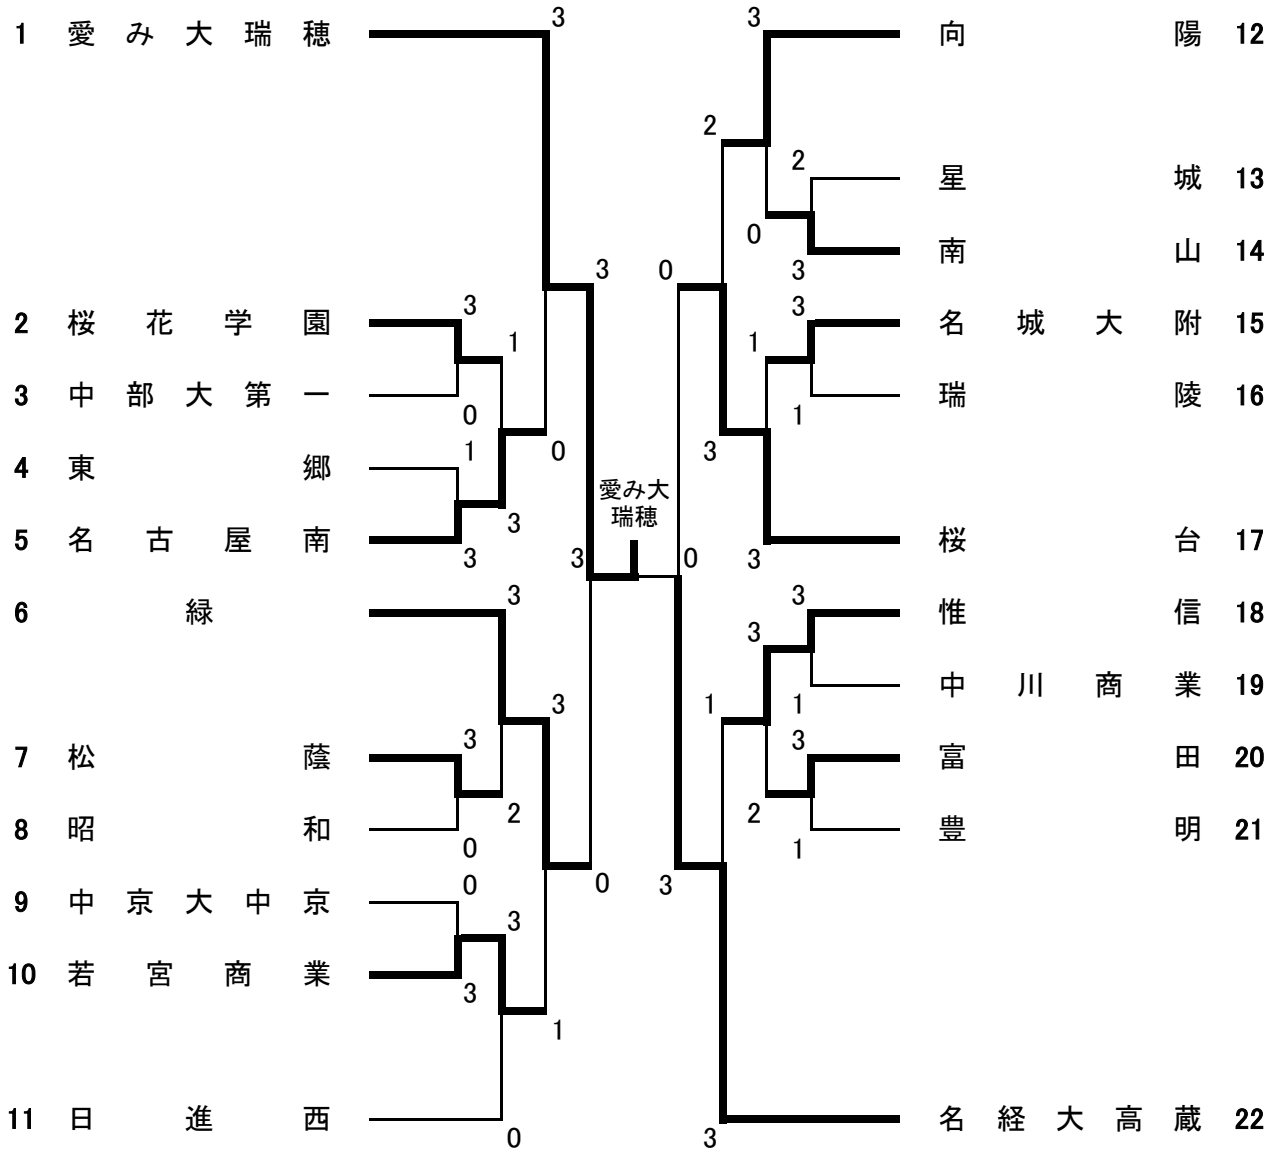 3
3
1 愛み大瑞穂
向陽 12
2
2
星城 13
0
南山 14
3
0
3
3
3
2 桜花学園
名城大附 15
1
1
3 中部大第一
瑞陵 16
0
1
1
0
3
4 東郷
愛み大
瑞穂
3
5 名古屋南
桜台 17
3
3
0
3
3
3
6 緑
惟信 18
3
中川商業 19
3
1
1
3
3
7 松蔭
富田 20
2
2
8 昭和
豊明 21
0
1
0
0
3
9 中京大中京
3
10 若宮商業
3
1
11 日進西
名経大高蔵 22
0
3